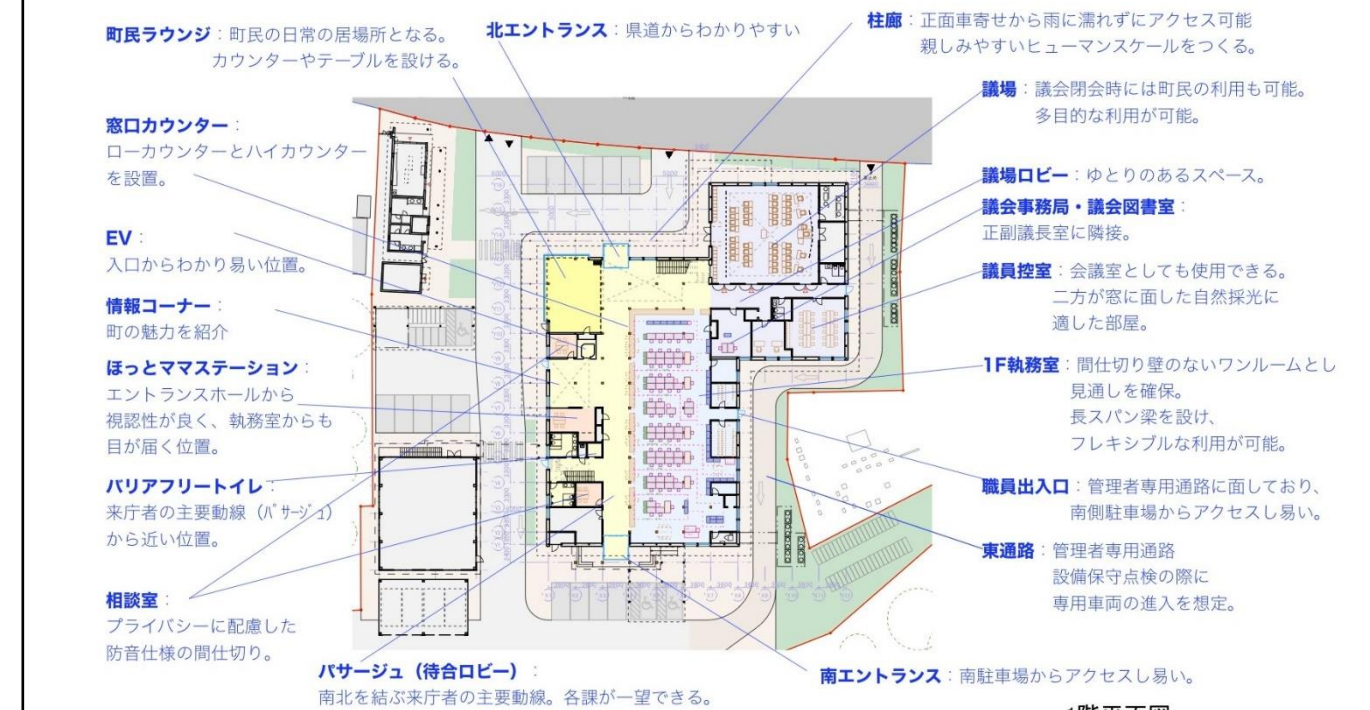 町民ラウンジ：町民の日常の居場所となる。
カウンターやテーブルを設ける。
北エントランス：県道からわかりやすい
柱廊：正面車寄せから雨に濡れずにアクセス可能
親しみやすいヒューマンスケールをつくる。
窓口カウンター：
ローカウンターとハイカウンター
を設置。
EV：
入口からわかり易い位置。
情報コーナー：
町の魅力を紹介
ほっとママステーション：
エントランスホールから
視認性が良く、執務室からも
目が届く位置。
バリアフリートイレ：
来庁者の主要動線（パサージュ）
から近い位置。
相談室：
プライバシーに配慮した
防音仕様の間仕切り。
議場：議会閉会時には町民の利用も可能。
多目的な利用が可能。
議場ロビー：ゆとりのあるスペース。
議会事務局・議会図書室：
正副議長室に隣接。
議員控室：会議室としても使用できる。
二方が窓に面した自然採光に
適した部屋。
1F執務室：間仕切り壁のないワンルームとし
見通しを確保。
長スパン梁を設け、
フレキシブルな利用が可能。
職員出入口：管理者専用通路に面しており、
南側駐車場からアクセスし易い。
東通路：管理者専用通路
設備保守点検の際に
専用車両の進入を想定。
パサージュ（待合ロビー）：
南北を結ぶ来庁者の主要動線。各課が一望できる。
南エントランス：南駐車場からアクセスし易い。